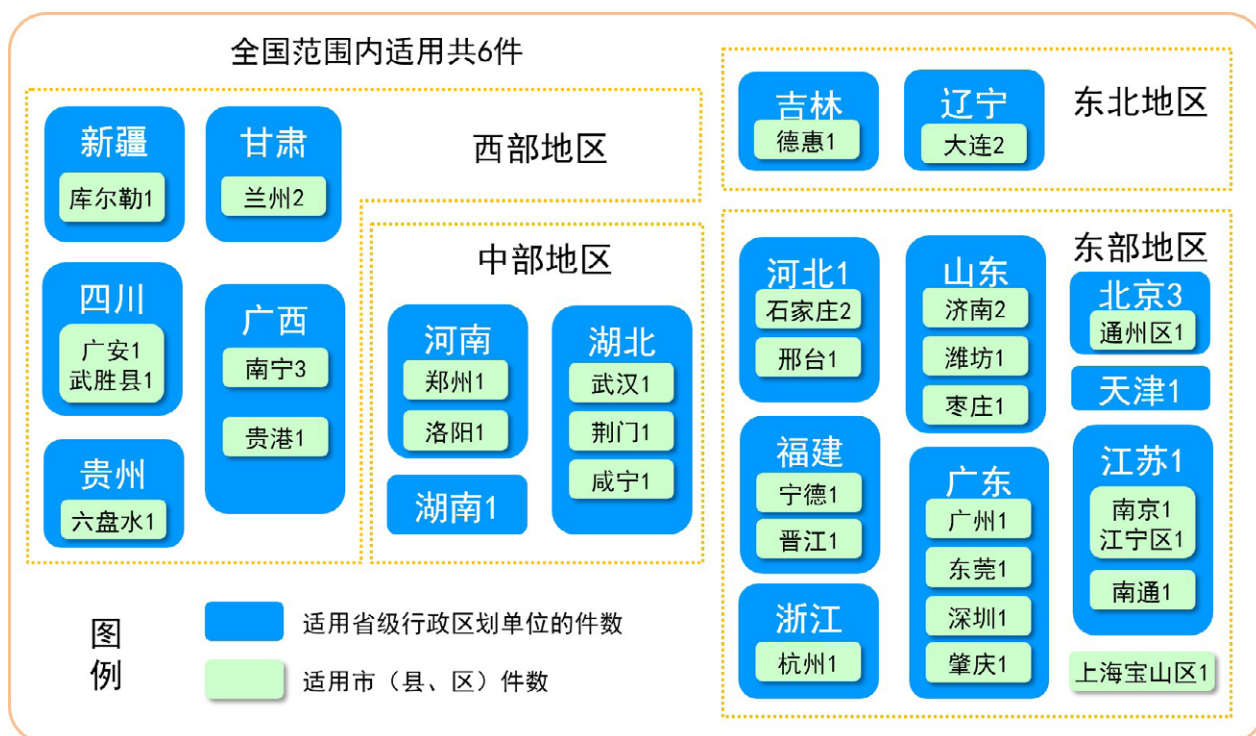 全国范围内适用共6件
西部地区
新疆
库尔勒1
甘肃
兰州2
四川
广安1
武胜县1
广西
南宁3
贵港1
贵州
六盘水1
中部地区
河南
郑州1
洛阳1
湖北
武汉1
荆门1
咸宁1
湖南1
东北地区
吉林
德惠1
辽宁
大连2
东部地区
河北1
石家庄2
邢台1
山东
济南2
潍坊1
枣庄1
北京3
通州区1
天津1
福建
宁德1
晋江1
广东
广州1
东莞1
深圳1
肇庆1
江苏1
南京1
江宁区1
南通1
浙江
杭州1
上海宝山区1
图
例
适用省级行政区划单位的件数
适用市（县、区）件数